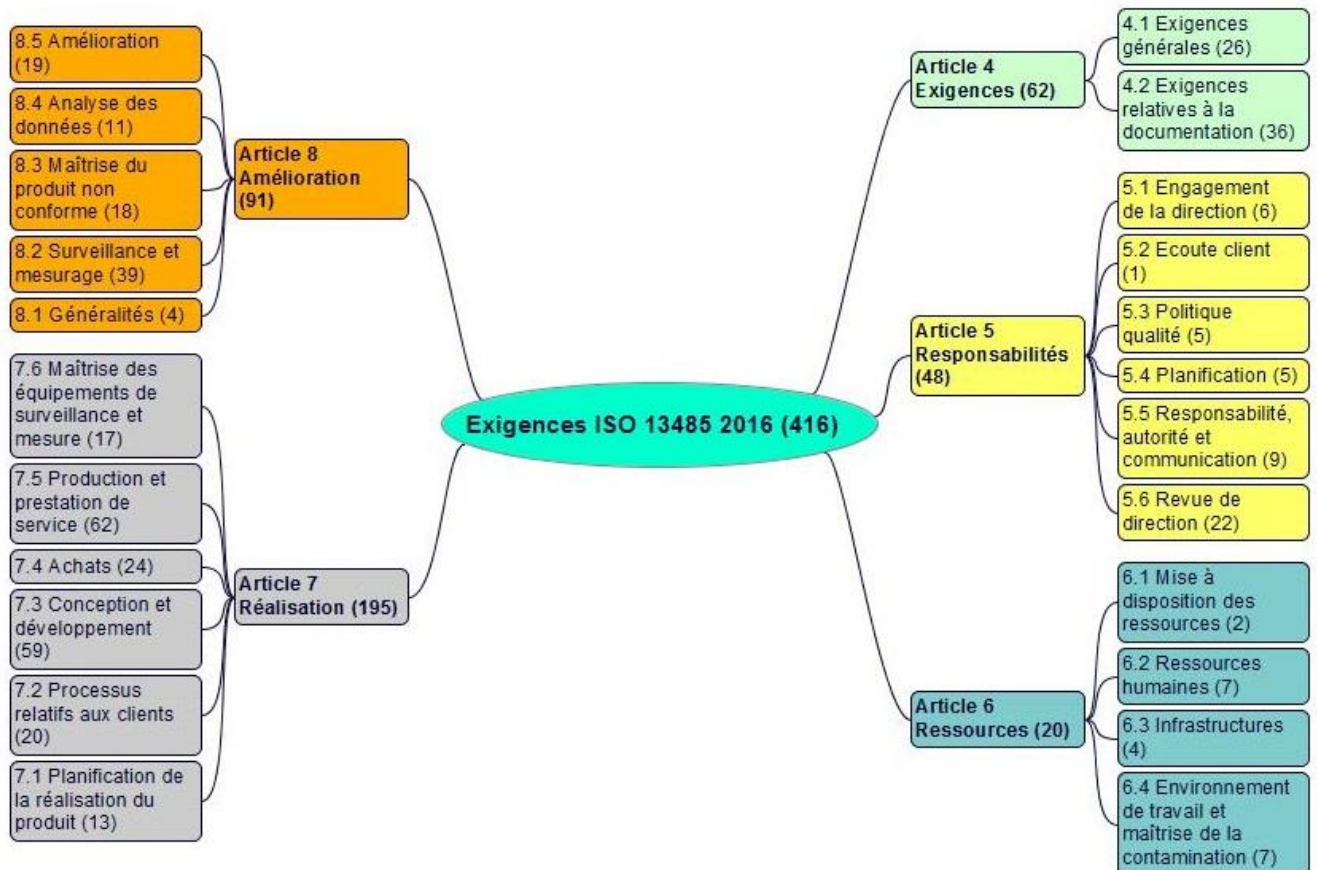 Exigences ISO 13485 2016 (416)
Article 4
Exigences (62)
4.1 Exigences
générales (26)
4.2 Exigences
relatives à la
documentation (36)
Article 5
Responsabilités
(48)
5.1 Engagement
de la direction (6)
5.2 Ecoute client
(1)
5.3 Politique
qualité (5)
5.4 Planification (5)
5.5 Responsabilité,
autorité et
communication (9)
5.6 Revue de
direction (22)
Article 6
Ressources (20)
6.1 Mise à
disposition des
ressources (2)
6.2 Ressources
humaines (7)
6.3 Infrastructures
(4)
6.4 Environnement
de travail et
maîtrise de la
contamination (7)
Article 7
Réalisation (195)
7.6 Maîtrise des
équipements de
surveillance et
mesure (17)
7.5 Production et
prestation de
service (62)
7.4 Achats (24)
7.3 Conception et
développement
(59)
7.2 Processus
relatifs aux clients
(20)
7.1 Planification de
la réalisation du
produit (13)
Article 8
Amélioration
(91)
8.5 Amélioration
(19)
8.4 Analyse des
données (11)
8.3 Maîtrise du
produit non
conforme (18)
8.2 Surveillance et
mesurage (39)
8.1 Généralités (4)